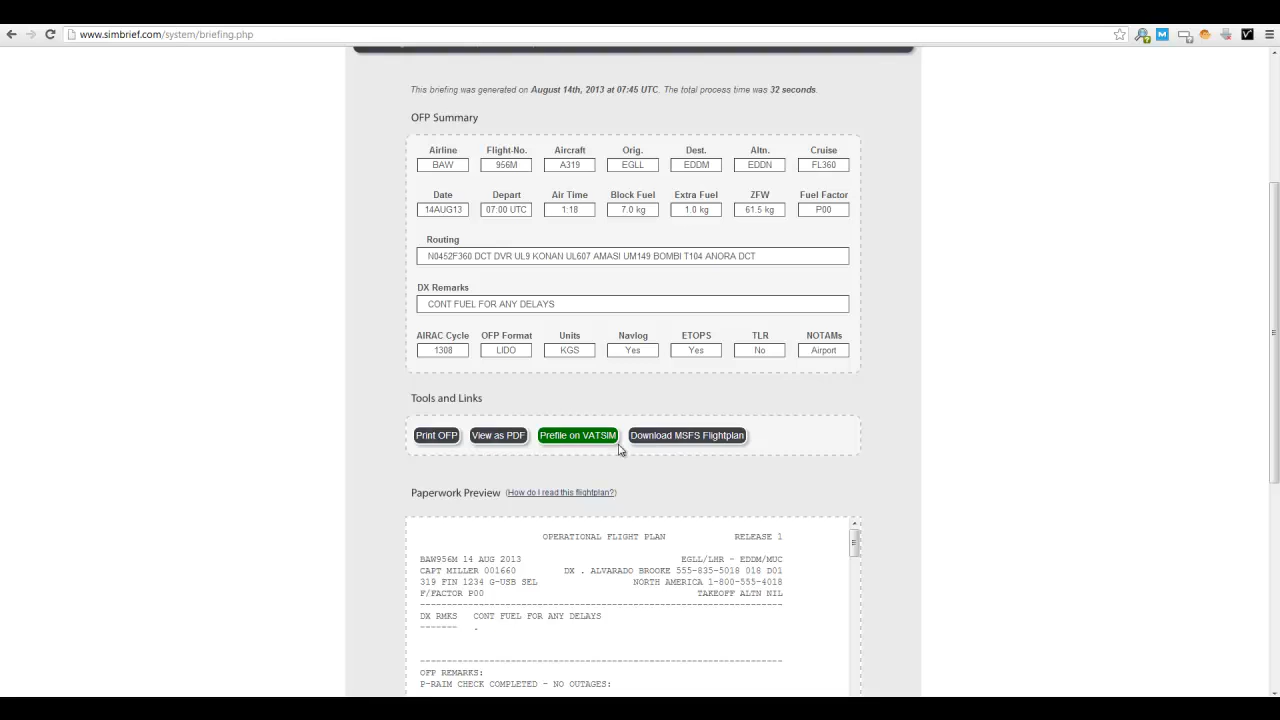 www.simbrief.com/system/briefing.php
This briefing was generated on August 14th, 2013 at 07:45 UTC. The total process time was 32 seconds.
OFP Summary
Airline Flight-No. Aircraft Orig. Dest. Altn. Cruise
BAW 956M A319 EGLL EDDM EDDN FL360
Date Depart Air Time Block Fuel Extra Fuel ZFW Fuel Factor
14AUG13 07:00 UTC 1:18 7.0 kg 1.0 kg 61.5 kg P00
Routing
N0452F360 DCT DVR UL9 KONAN UL607 AMASI UM149 BOMBI T104 ANORA DCT
DX Remarks
CONT FUEL FOR ANY DELAYS
AIRAC Cycle OFP Format Units Navlog ETOPS TLR NOTAMs
1308 LIDO KGS Yes Yes No Airport
Tools and Links
Print OFP View as PDF Prefile on VATSIM Download MSFS Flightplan
Paperwork Preview (How do I read this flightplan?)
OPERATIONAL FLIGHT PLAN RELEASE 1
BAW956M 14 AUG 2013 EGLL/LHR - EDDM/MUC
CAPT MILLER 001660 DX . ALVARADO BROOKE 555-835-5018 018 D01
319 FIN 1234 G-USB SEL NORTH AMERICA 1-800-555-4018
F/FACTOR P00 TAKEOFF ALTN NIL
--------------------------------------------------------------------
DX RMKS CONT FUEL FOR ANY DELAYS
------- .
--------------------------------------------------------------------
OFP REMARKS:
P-RAIM CHECK COMPLETED - NO OUTAGES: